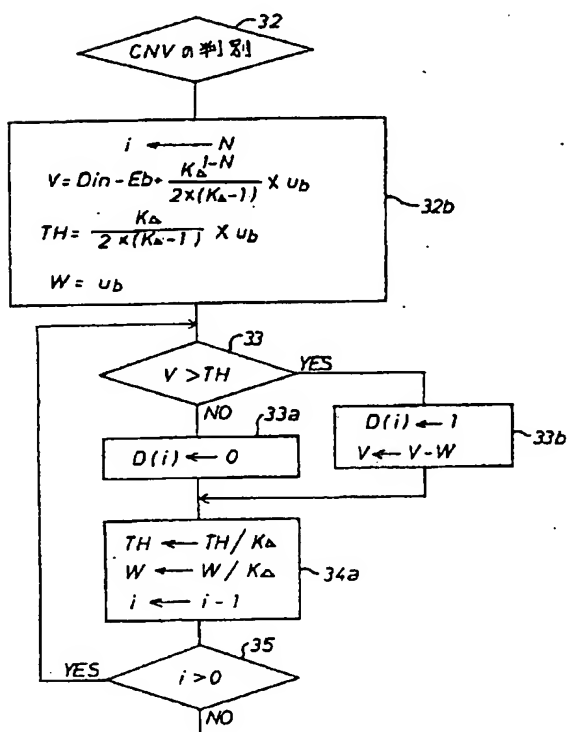 32
CNVの判別
i ← N
V = Din - Eb + K△^1-N / 2×(K△-1) × ub
TH = K△ / 2×(K△-1) × ub
W = ub
32b
33
V > TH
YES
NO
33a
D(i) ← 0
D(i) ← 1
V ← V-W
33b
TH ← TH / K△
W ← W / K△
i ← i - 1
34a
35
YES
i > 0
NO